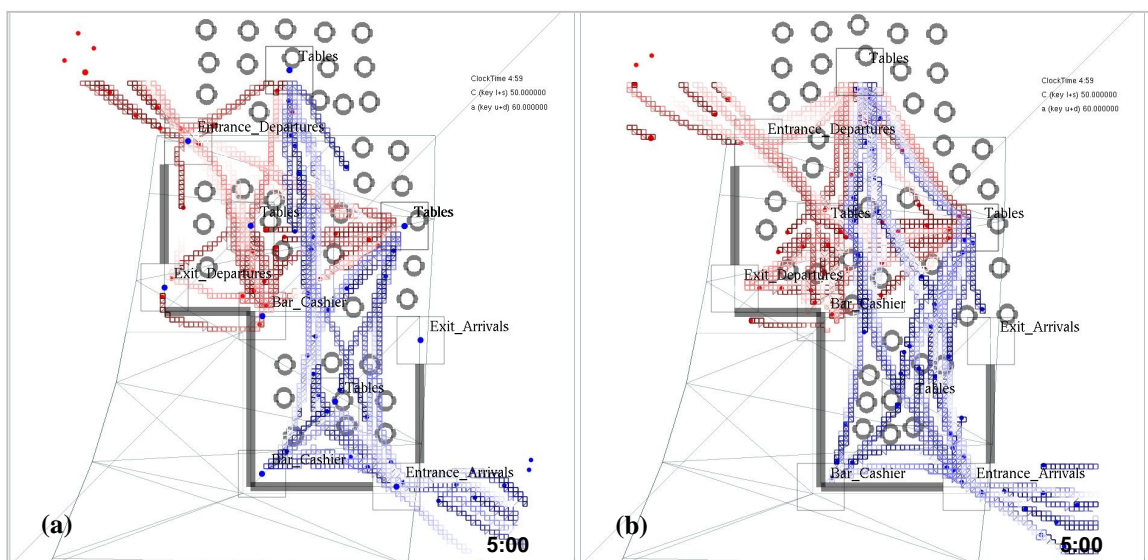 Tables
ClockTime 4:59
C (key l+s) 50.000000
a (key u+d) 60.000000
Entrance_Departures
Tables
Tables
Exit_Departures
Bar_Cashier
Exit_Arrivals
Tables
Bar_Cashier
Entrance_Arrivals
(a)
5:00
Tables
ClockTime 4:59
C (key l+s) 50.000000
a (key u+d) 60.000000
Entrance_Departures
Tables
Tables
Exit_Departures
Bar_Cashier
Exit_Arrivals
Tables
Bar_Cashier
Entrance_Arrivals
(b)
5:00